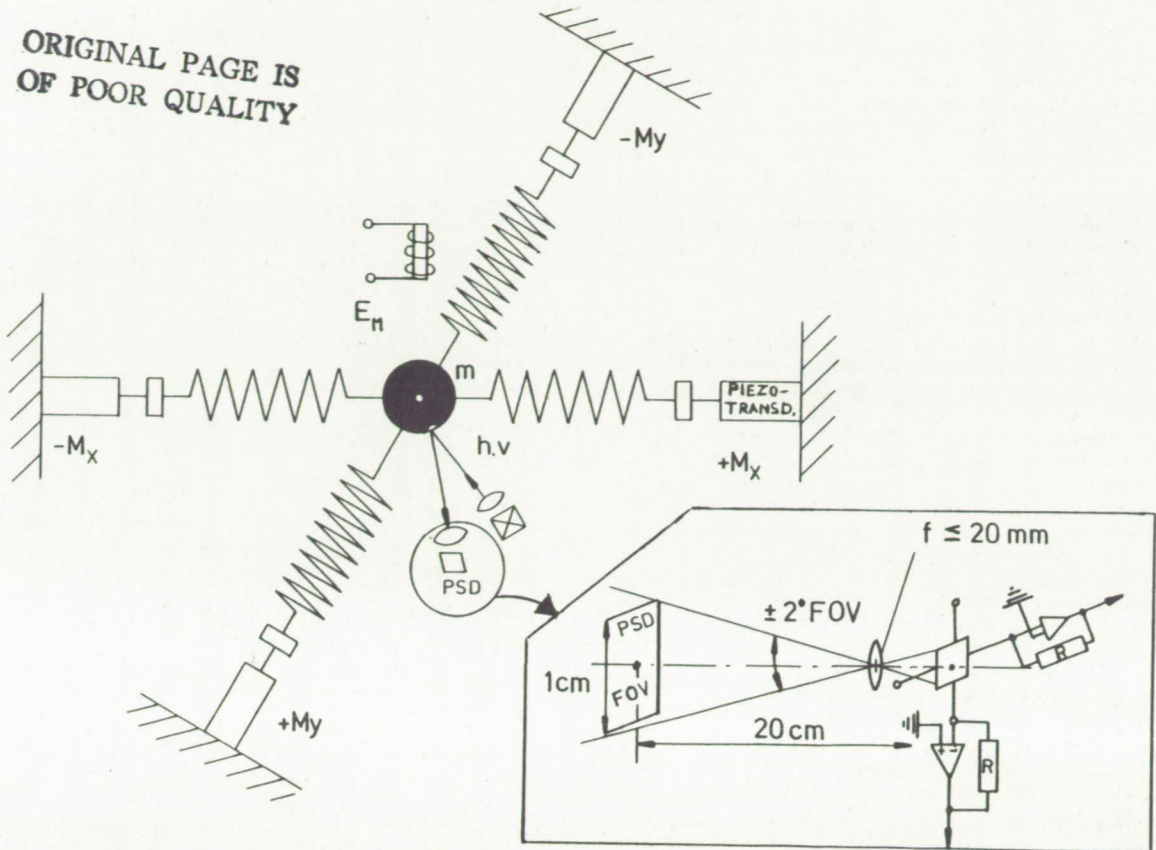 ORIGINAL PAGE IS
OF POOR QUALITY
-My
E_M
m
PIEZO-
TRANSD.
-M_X
h.v
+M_X
PSD
f ≤ 20 mm
± 2° FOV
PSD
1cm
FOV
R
+My
20 cm
+ -
R